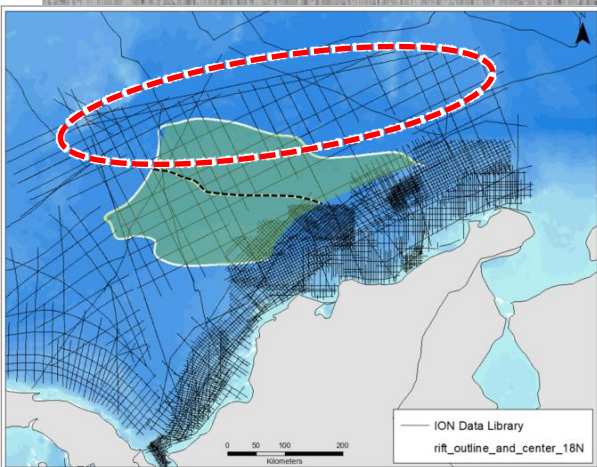 N
0 50 100 200
Kilometers
ION Data Library
rift_outline_and_center_18N